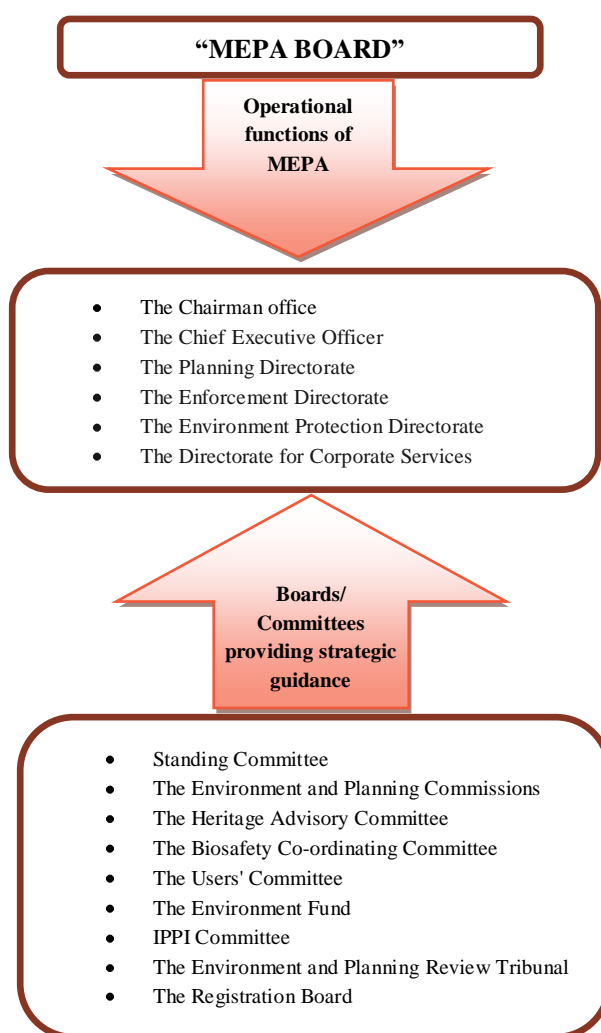 “MEPA BOARD”
Operational
functions of
MEPA
• The Chairman office
• The Chief Executive Officer
• The Planning Directorate
• The Enforcement Directorate
• The Environment Protection Directorate
• The Directorate for Corporate Services
Boards/
Committees
providing strategic
guidance
• Standing Committee
• The Environment and Planning Commissions
• The Heritage Advisory Committee
• The Biosafety Co-ordinating Committee
• The Users' Committee
• The Environment Fund
• IPPI Committee
• The Environment and Planning Review Tribunal
• The Registration Board